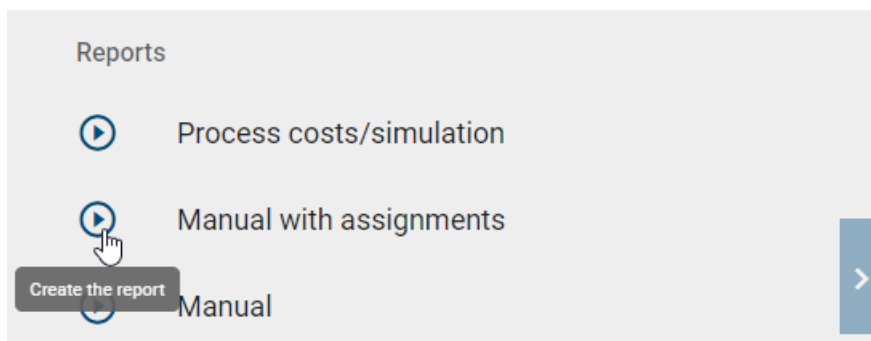 Reports
Process costs/simulation
Manual with assignments
Create the report
Manual